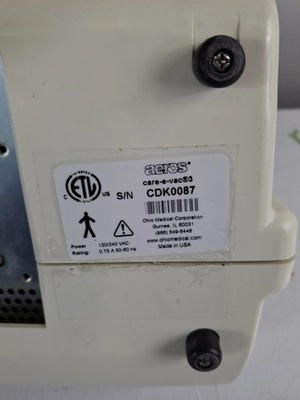 aeros®
care-e-vac®3
C ETL US S/N CDK0087
Ohio Medical Corporation
Gurnee, IL 60031
(866) 549-6446
www.ohiomedical.com
Made in USA
Power Rating: 120/240 VAC
0.75 A 50-60 Hz